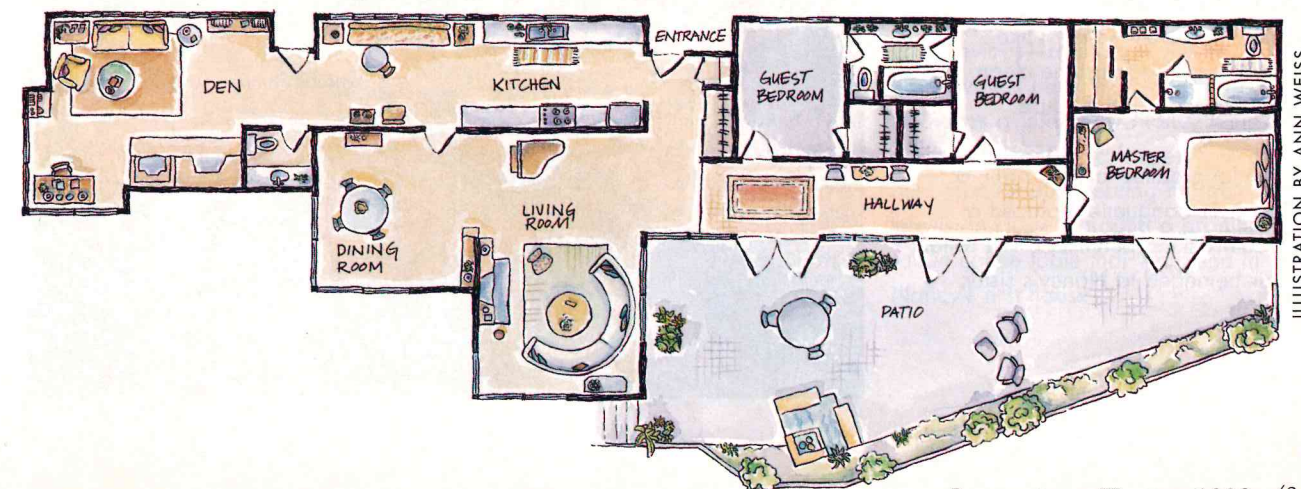 ENTRANCE
DEN
KITCHEN
GUEST
BEDROOM
GUEST
BEDROOM
MASTER
BEDROOM
LIVING
ROOM
HALLWAY
DINING
ROOM
PATIO
ILLUSTRATION BY ANN WEISS